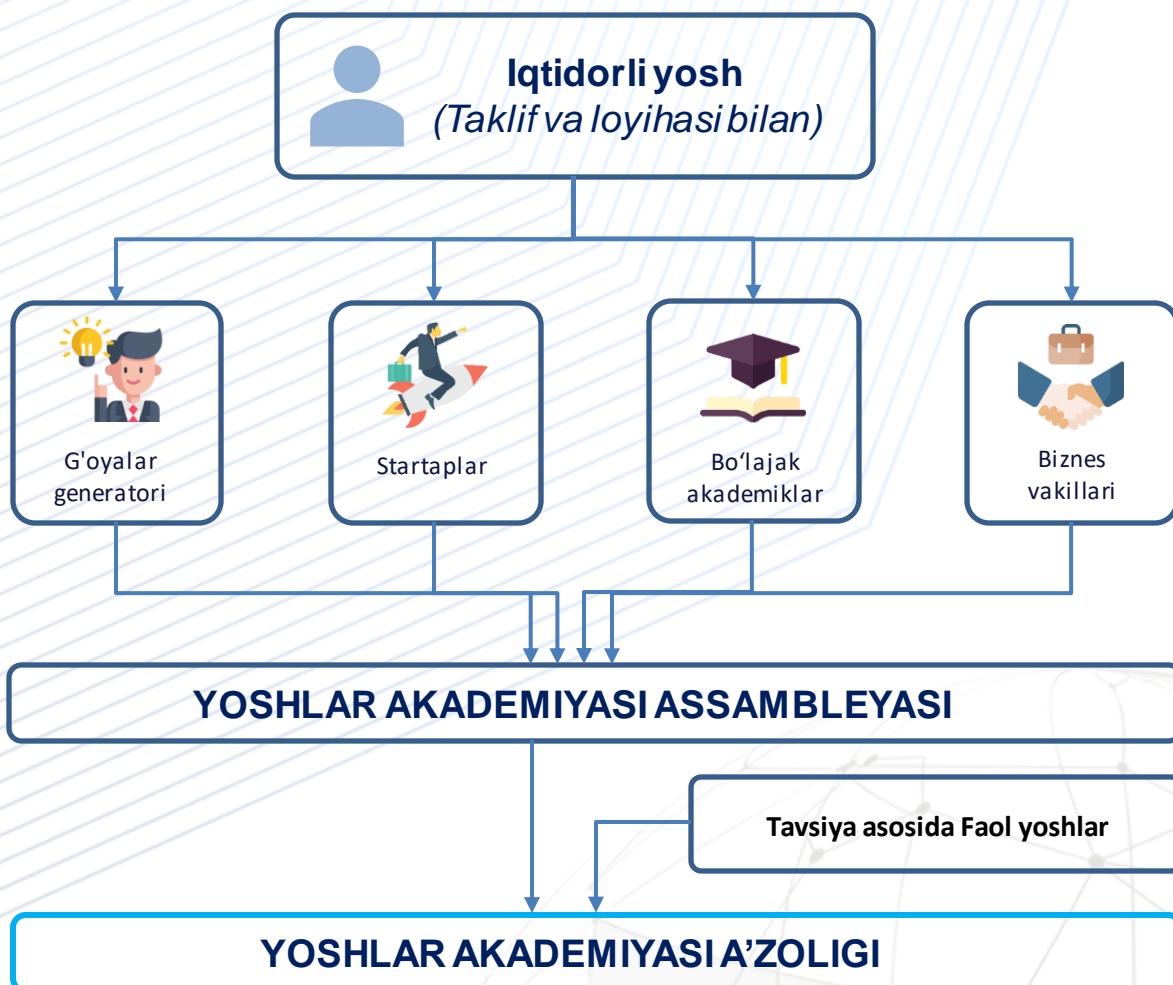 Iqtidorli yosh
(Taklif va loyihasi bilan)
G'oyalar
generatori
Startaplar
Bo‘lajak
akademiklar
Biznes
vakillari
YOSHLAR AKADEMIYASI ASSAMBLEYASI
Tavsiya asosida Faol yoshlar
YOSHLAR AKADEMIYASI A’ZOLIGI